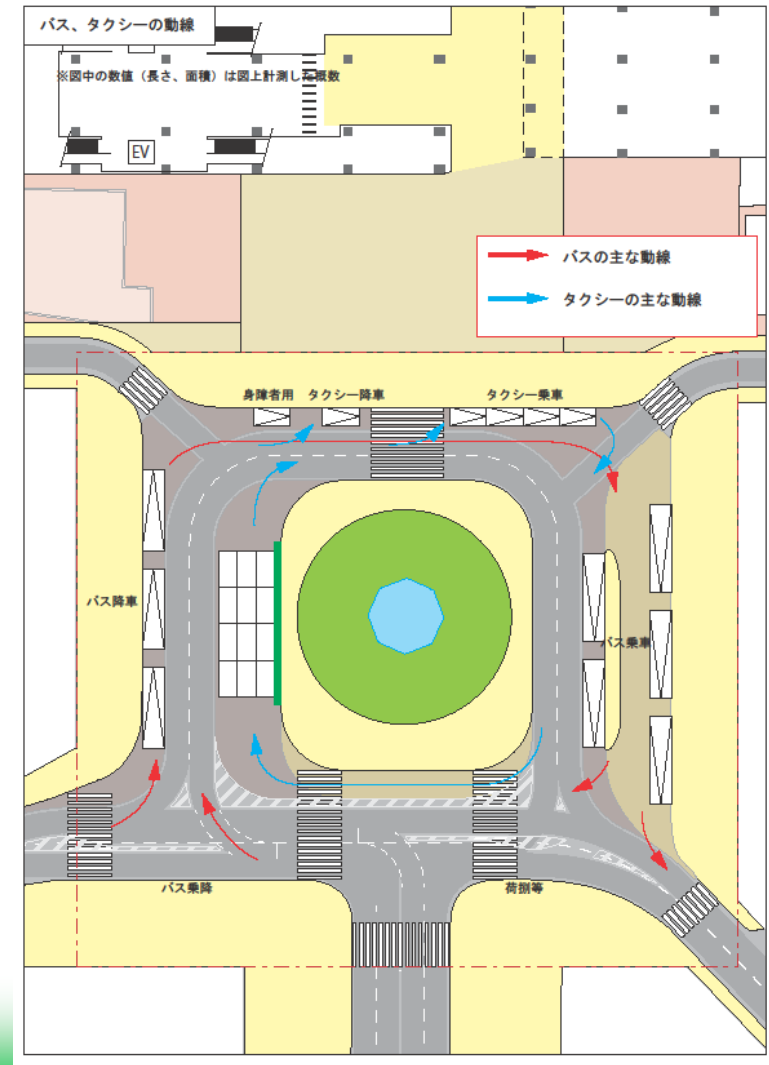 バス、タクシーの動線
※図中の数値（長さ、面積）は図上計測した概数
EV
バスの主な動線
タクシーの主な動線
身障者用 タクシー降車 タクシー乗車
バス降車
バス乗車
バス乗降
荷捌等